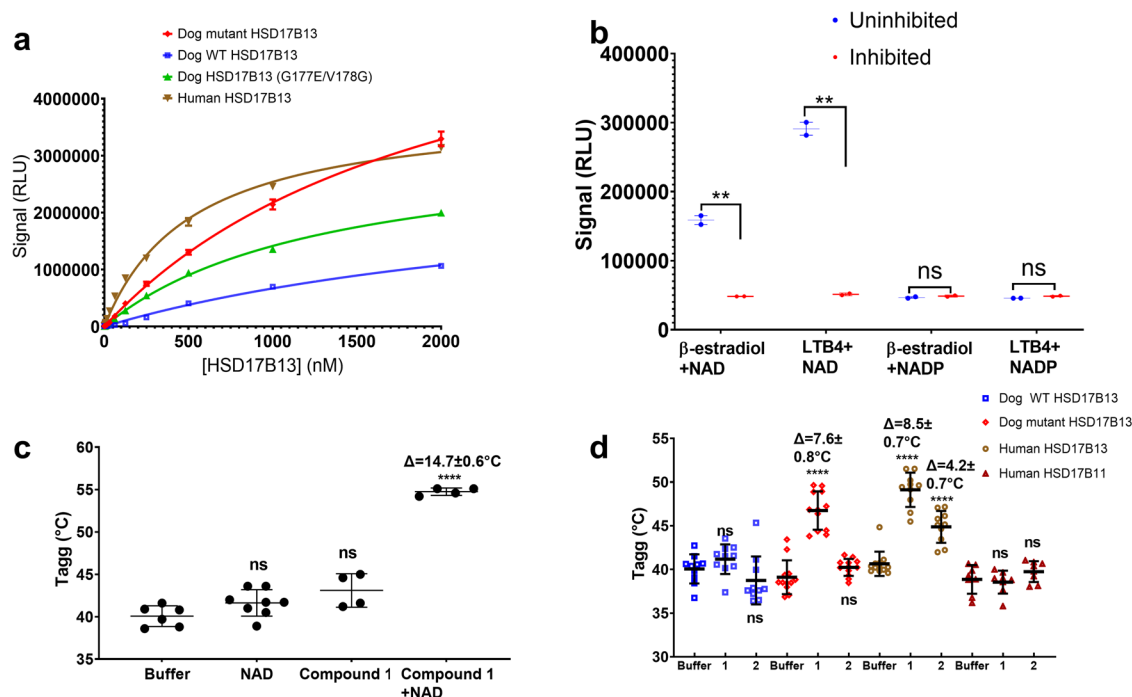 a
Dog mutant HSD17B13
Dog WT HSD17B13
Dog HSD17B13 (G177E/V178G)
Human HSD17B13
4000000
3000000
2000000
1000000
0
Signal (RLU)
0
500
1000
1500
2000
[HSD17B13] (nM)
b
Uninhibited
Inhibited
400000
300000
200000
100000
0
Signal (RLU)
**
**
ns
ns
β-estradiol
+NAD
LTB4+
NAD
β-estradiol
+NADP
LTB4+
NADP
c
60
55
50
45
40
35
30
Tagg (°C)
ns
ns
Δ=14.7±0.6°C
****
Buffer
NAD
Compound 1
Compound 1
+NAD
d
Dog WT HSD17B13
Dog mutant HSD17B13
Human HSD17B13
Human HSD17B11
55
50
45
40
35
30
Tagg (°C)
ns
ns
Δ=7.6±
0.8°C
****
ns
Δ=8.5±
0.7°C
****
Δ=4.2±
0.7°C
****
ns
ns
Buffer
1
2
Buffer
1
2
Buffer
1
2
Buffer
1
2